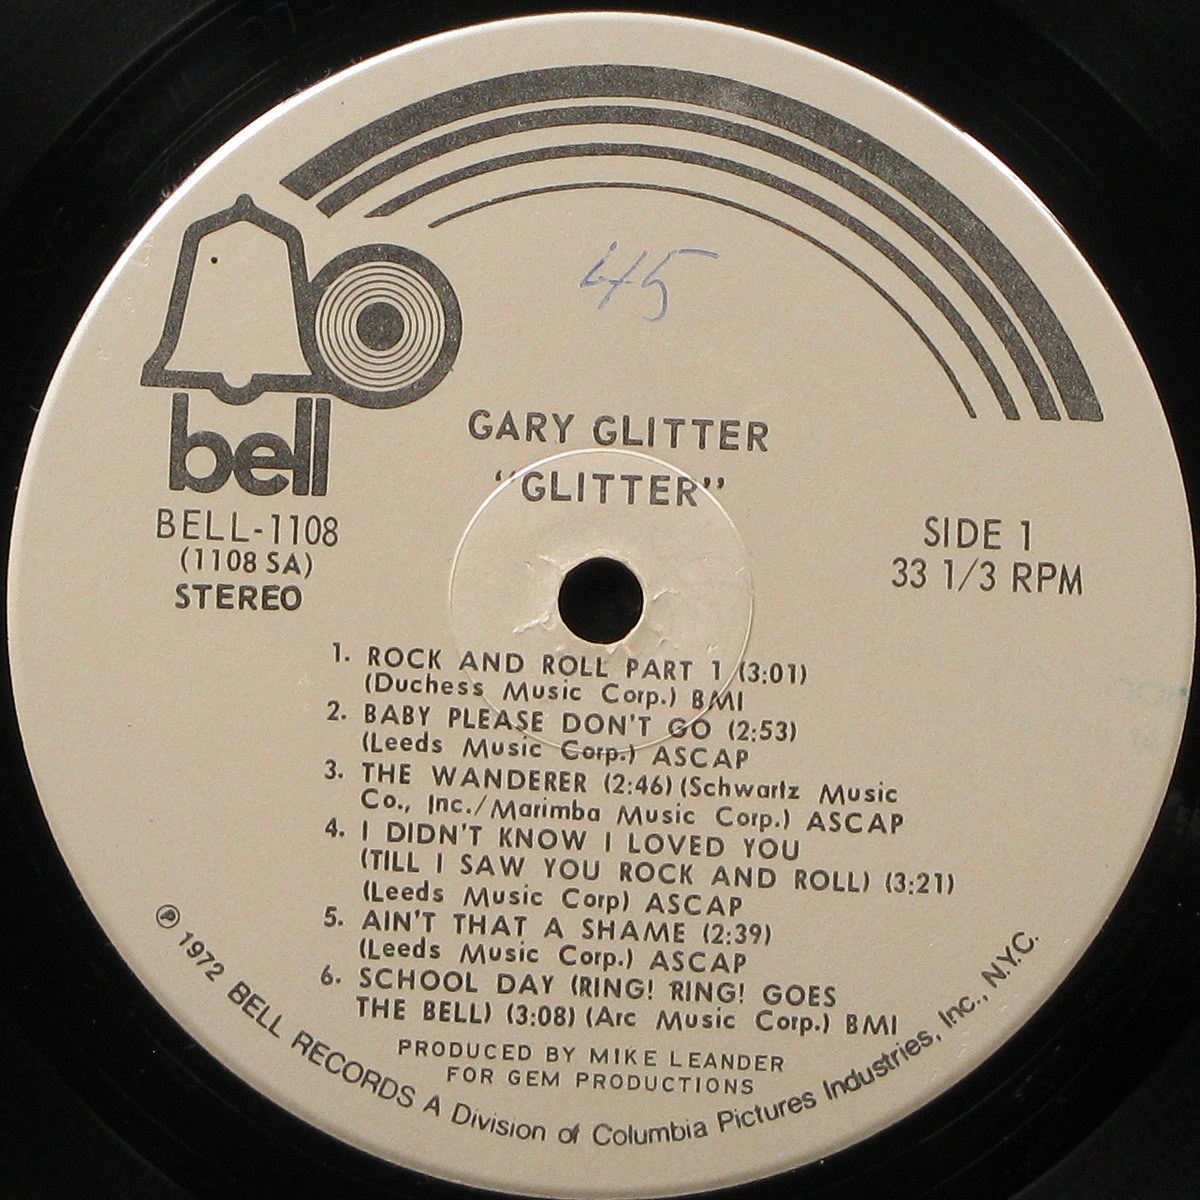 45
bell
GARY GLITTER
"GLITTER"
BELL-1108
(1108 SA)
STEREO
SIDE 1
33 1/3 RPM
1. ROCK AND ROLL PART 1 (3:01)
(Duchess Music Corp.) BMI
2. BABY PLEASE DON'T GO (2:53)
(Leeds Music Corp.) ASCAP
3. THE WANDERER (2:46) (Schwartz Music
Co., Inc./Marimba Music Corp.) ASCAP
4. I DIDN'T KNOW I LOVED YOU
(TILL I SAW YOU ROCK AND ROLL) (3:21)
(Leeds Music Corp) ASCAP
5. AIN'T THAT A SHAME (2:39)
(Leeds Music Corp.) ASCAP
6. SCHOOL DAY (RING! RING! GOES
THE BELL) (3:08) (Arc Music Corp.) BMI
PRODUCED BY MIKE LEANDER
FOR GEM PRODUCTIONS
℗ 1972 BELL RECORDS A Division of Columbia Pictures Industries, Inc., N.Y.C.